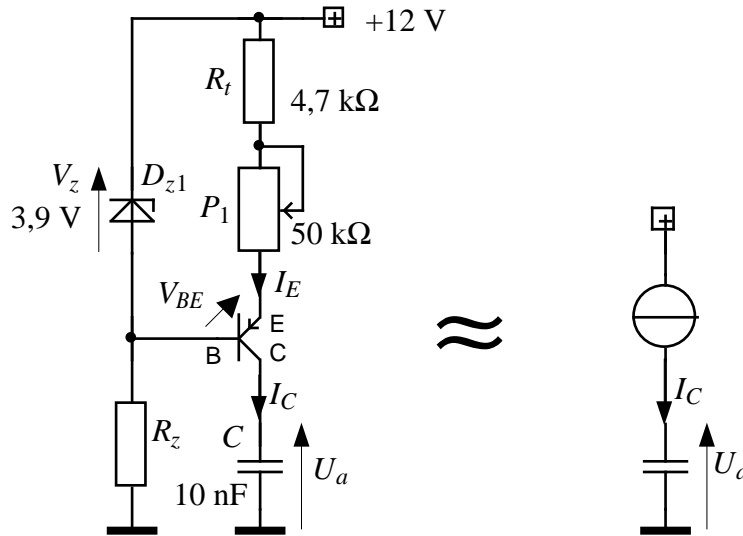 +12 V
R_t
4,7 kΩ
V_z
D_z1
3,9 V
P_1
50 kΩ
V_BE
I_E
E
B
C
I_C
R_z
C
U_a
10 nF
≈
I_C
U_a